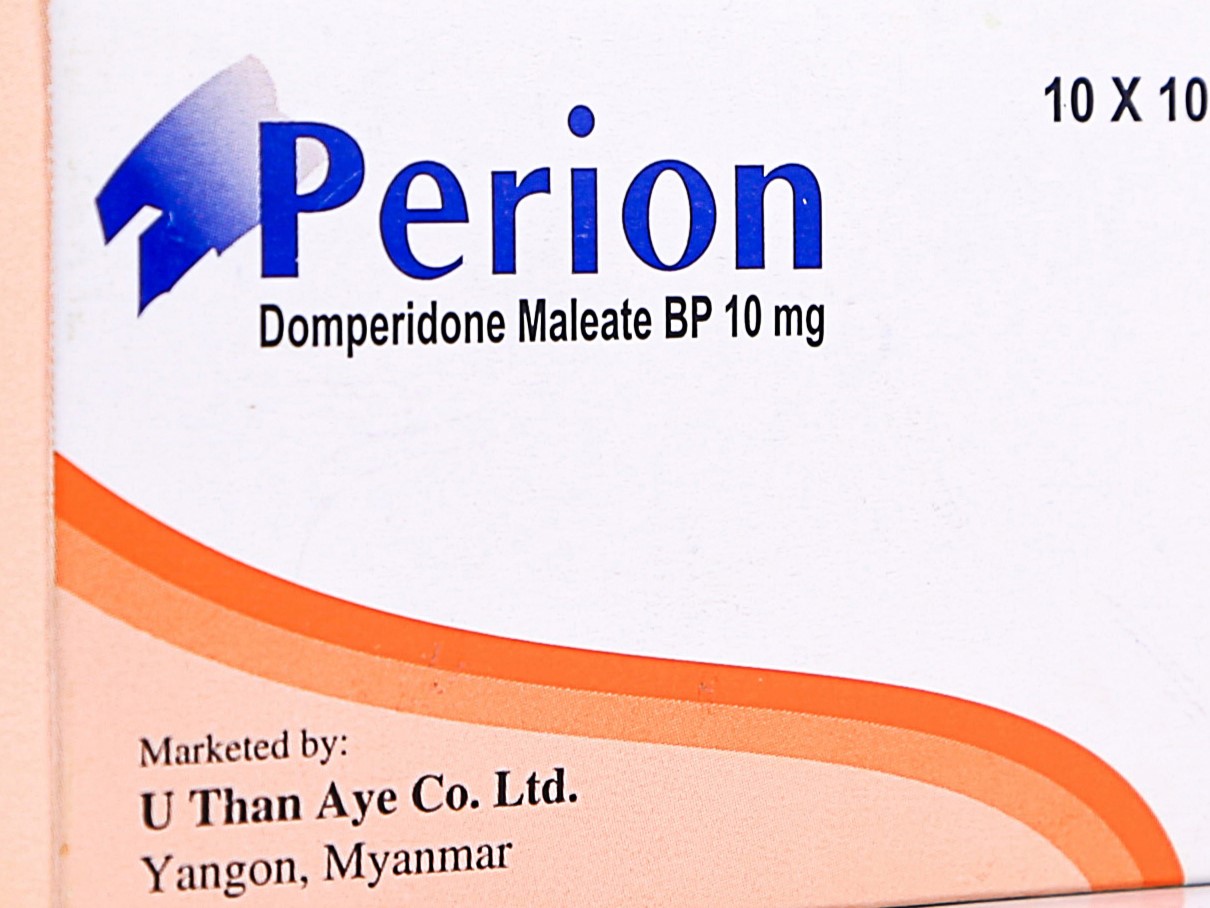 10 X 10
Perion
Domperidone Maleate BP 10 mg
Marketed by:
U Than Aye Co. Ltd.
Yangon, Myanmar